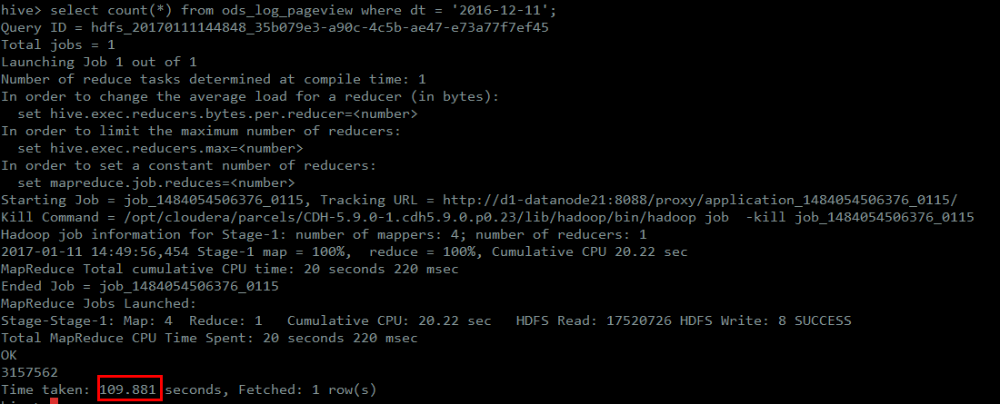 hive> select count(*) from ods_log_pageview where dt = '2016-12-11';
Query ID = hdfs_20170111144848_35b079e3-a90c-4c5b-ae47-e73a77f7ef45
Total jobs = 1
Launching Job 1 out of 1
Number of reduce tasks determined at compile time: 1
In order to change the average load for a reducer (in bytes):
  set hive.exec.reducers.bytes.per.reducer=<number>
In order to limit the maximum number of reducers:
  set hive.exec.reducers.max=<number>
In order to set a constant number of reducers:
  set mapreduce.job.reduces=<number>
Starting Job = job_1484054506376_0115, Tracking URL = http://d1-datanode21:8088/proxy/application_1484054506376_0115/
Kill Command = /opt/cloudera/parcels/CDH-5.9.0-1.cdh5.9.0.p0.23/lib/hadoop/bin/hadoop job  -kill job_1484054506376_0115
Hadoop job information for Stage-1: number of mappers: 4; number of reducers: 1
2017-01-11 14:49:56,454 Stage-1 map = 100%,  reduce = 100%, Cumulative CPU 20.22 sec
MapReduce Total cumulative CPU time: 20 seconds 220 msec
Ended Job = job_1484054506376_0115
MapReduce Jobs Launched:
Stage-Stage-1: Map: 4  Reduce: 1   Cumulative CPU: 20.22 sec   HDFS Read: 17520726 HDFS Write: 8 SUCCESS
Total MapReduce CPU Time Spent: 20 seconds 220 msec
OK
3157562
Time taken: 109.881 seconds, Fetched: 1 row(s)